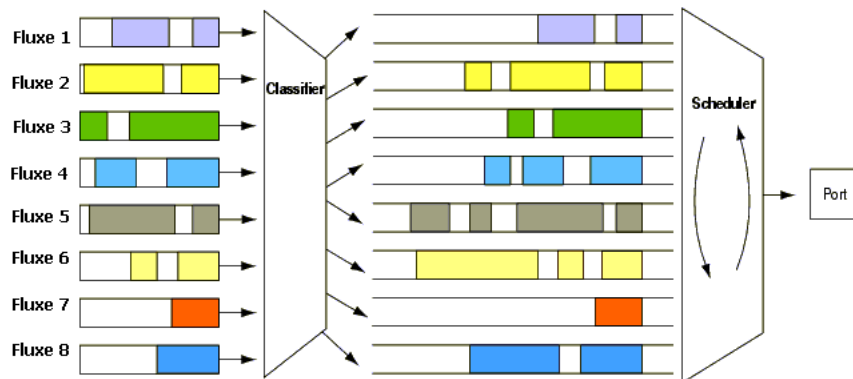 Fluxe 1
Fluxe 2
Fluxe 3
Fluxe 4
Fluxe 5
Fluxe 6
Fluxe 7
Fluxe 8
Classifier
Scheduler
Port